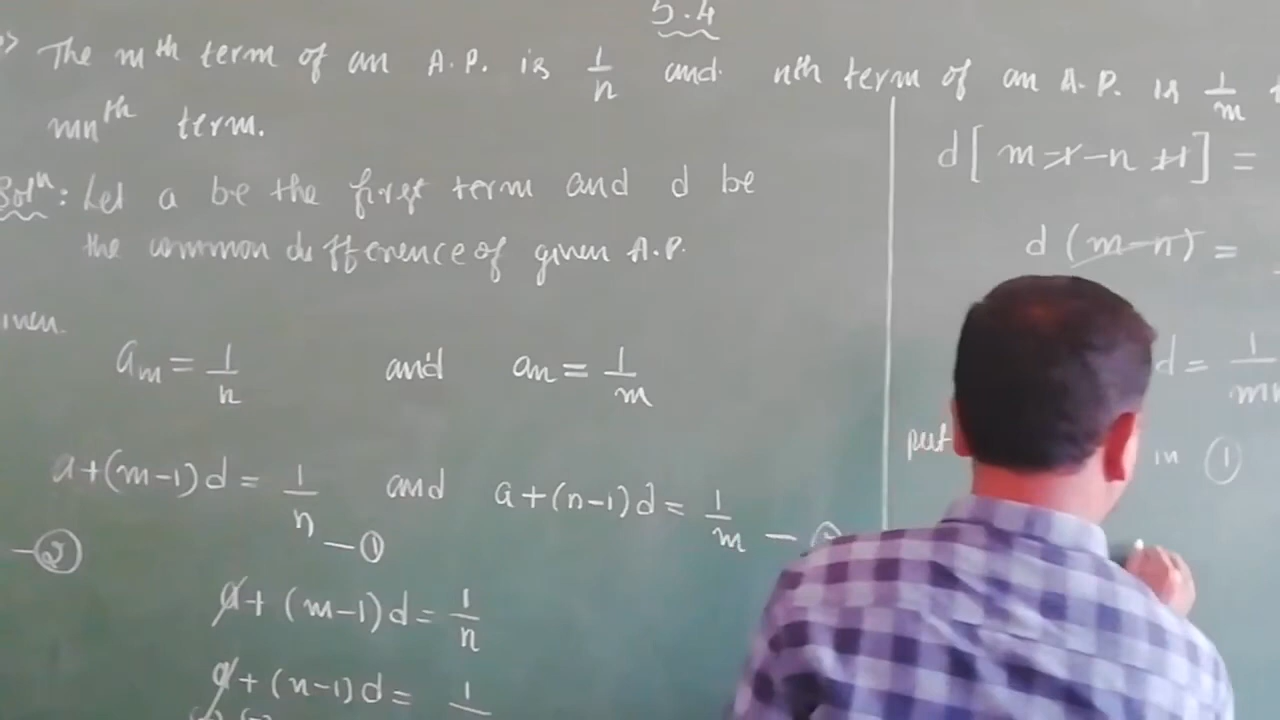 5.4
The mth term of an A.P. is 1/n and nth term of an A.P. is 1/m
mnth term.
Soln: Let a be the first term and d be
the common difference of given A.P.
am = 1/n and an = 1/m
a+(m-1)d = 1/n - ① and a+(n-1)d = 1/m -
- ②
a+ (m-1)d = 1/n
a+ (n-1)d = 1
d[ m-1-n+1] =
d (m-n) =
d = 1
put in ①